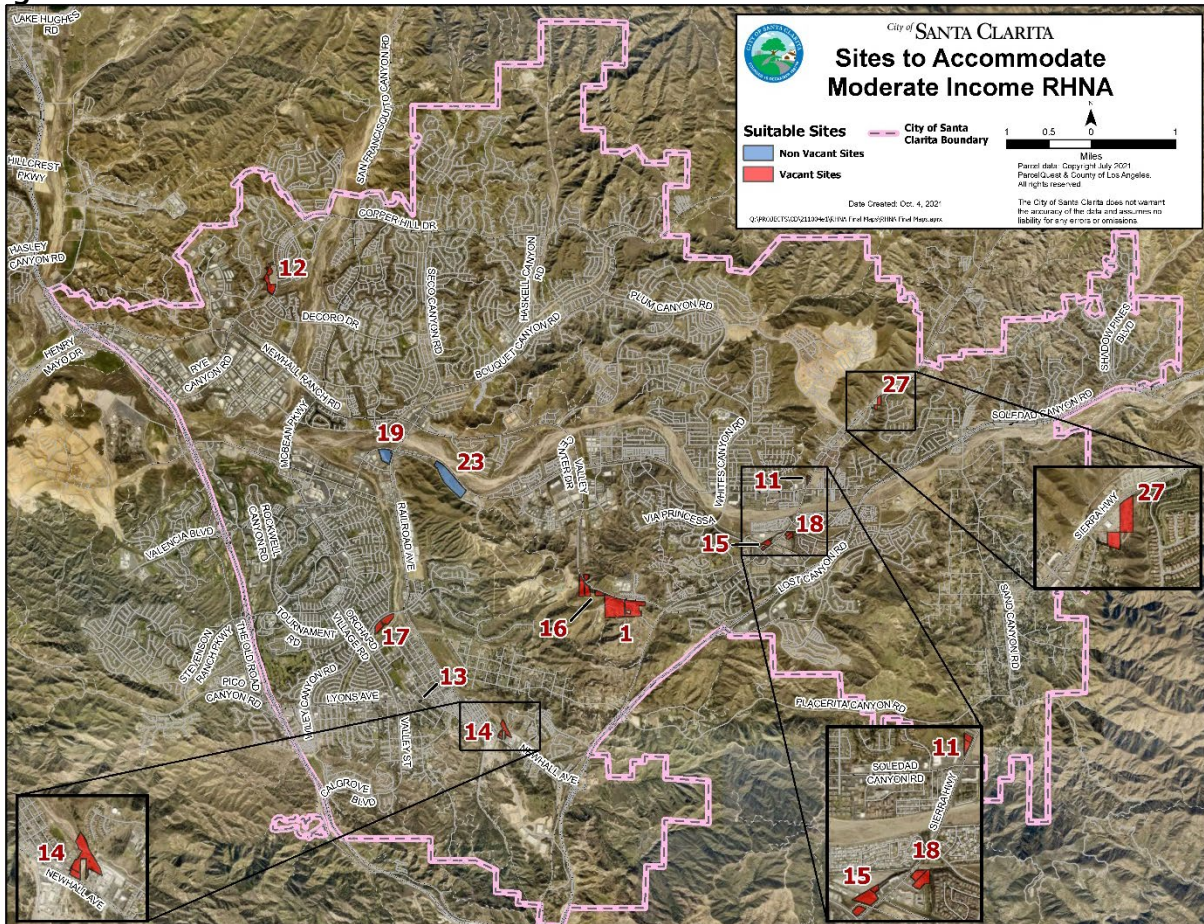 LAKE HUGHES
RD
SAN FRANCISQUITO CANYON RD
CITY OF SANTA CLARITA
City of SANTA CLARITA
Sites to Accommodate
Moderate Income RHNA
Suitable Sites
Non Vacant Sites
Vacant Sites
City of Santa
Clarita Boundary
N
1 0.5 0 1
Miles
Parcel data: Copyright July 2021
ParcelQuest & County of Los Angeles.
All rights reserved
The City of Santa Clarita does not warrant
the accuracy of the data and assumes no
liability for any errors or omissions.
Date Created: Oct. 4, 2021
HILLCREST
PKWY
HASLEY
CANYON RD
COPPER HILL DR
SECO CANYON RD
HASKELL CANYON
RD
12
DECORO DR
PLUM CANYON RD
BOUQUET CANYON RD
HENRY
MAYO DR
RYE
CANYON RD
NEWHALL RANCH RD
SHADOW PINES
BLVD
27
SOLEDAD CANYON RD
MCBEAN PKWY
19
23
VALLEY
CENTER DR
WHITES CANYON RD
11
27
SIERRA HWY
VIA PRINCESSA
18
15
LOST CANYON RD
VALENCIA BLVD
ROCKWELL
CANYON RD
RAILROAD AVE
16
1
SAND CANYON RD
TOURNAMENT
RD
ORCHARD
VILLAGE RD
17
STEVENSON
RANCH PKWY
THE OLD ROAD
PICO
CANYON RD
WILEY CANYON RD
LYONS AVE
13
PLACERITA CANYON RD
VALLEY ST
14
NEWHALL AVE
CALGROVE
BLVD
11
SOLEDAD
CANYON RD
SIERRA HWY
18
15
14
NEWHALL AVE